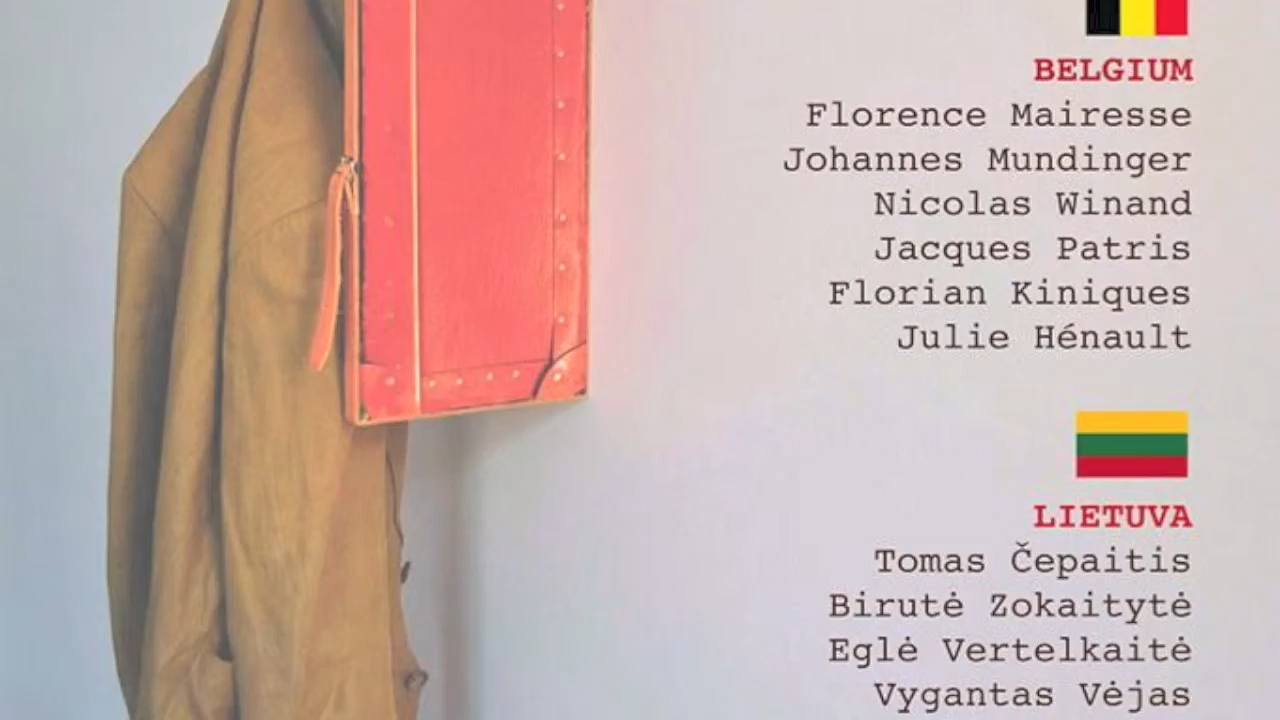 BELGIUM
Florence Mairesse
Johannes Mundinger
Nicolas Winand
Jacques Patris
Florian Kiniques
Julie Hénault
LIETUVA
Tomas Čepaitis
Birutė Zokaitytė
Eglė Vertelkaitė
Vygantas Vėjas